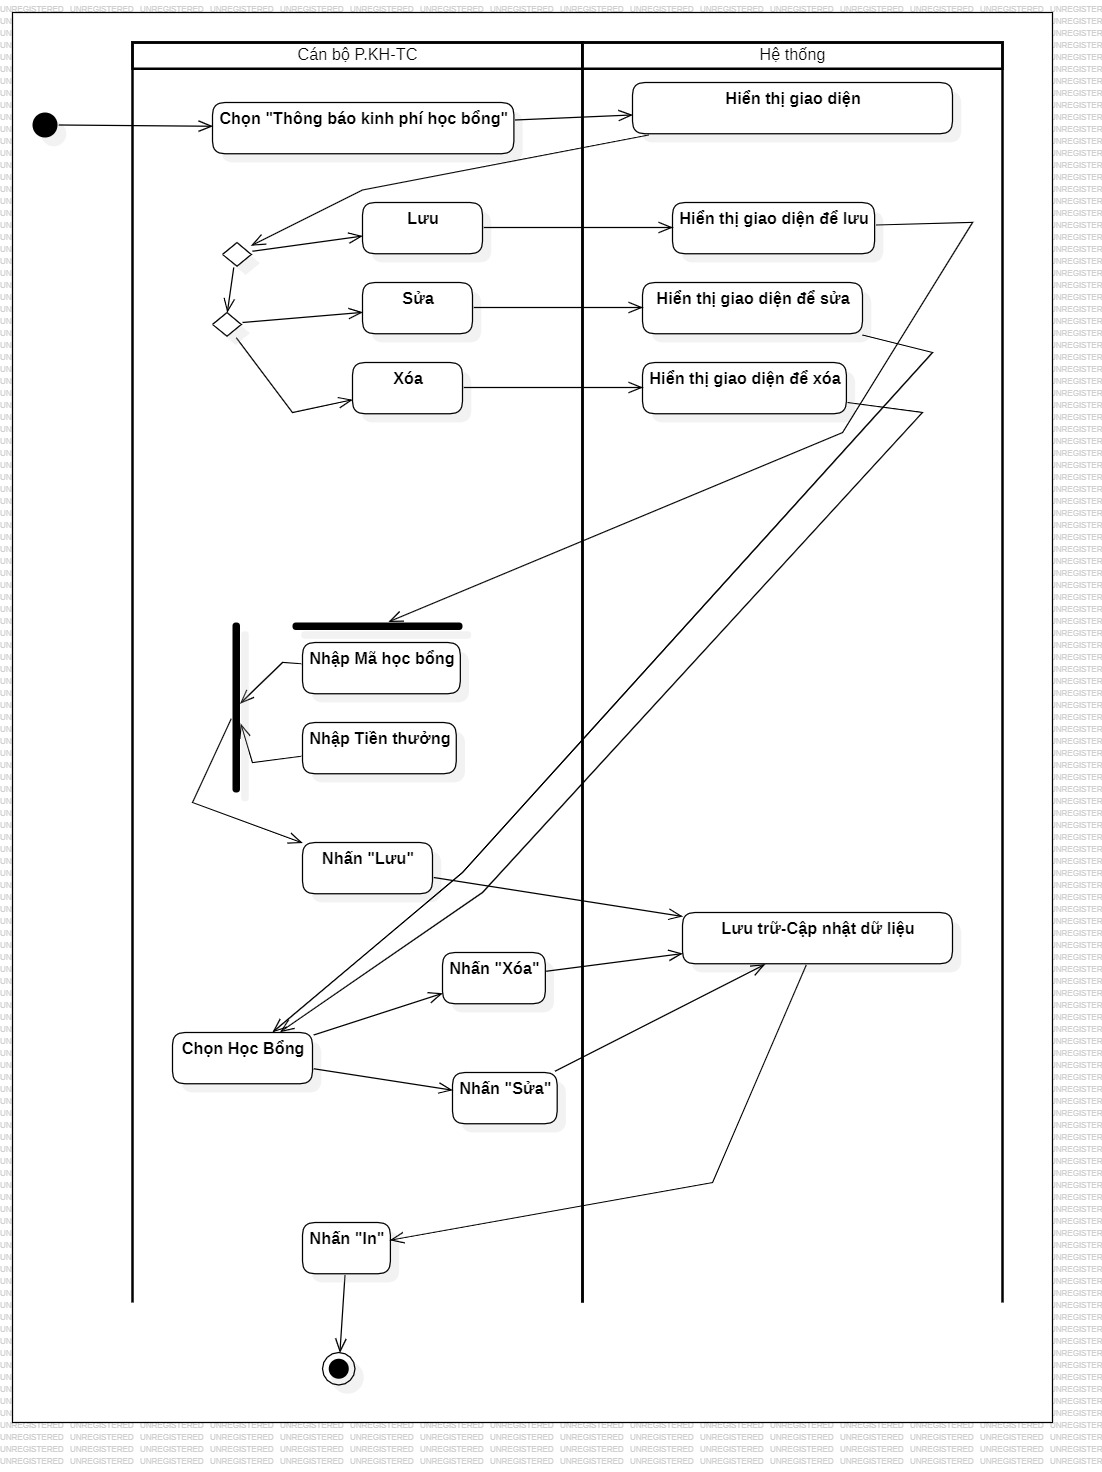 Cán bộ P.KH-TC
Hệ thống
Chọn "Thông báo kinh phí học bổng"
Hiển thị giao diện
Lưu
Hiển thị giao diện để lưu
Sửa
Hiển thị giao diện để sửa
Xóa
Hiển thị giao diện để xóa
Nhập Mã học bổng
Nhập Tiền thưởng
Nhấn "Lưu"
Lưu trữ-Cập nhật dữ liệu
Nhấn "Xóa"
Chọn Học Bổng
Nhấn "Sửa"
Nhấn "In"